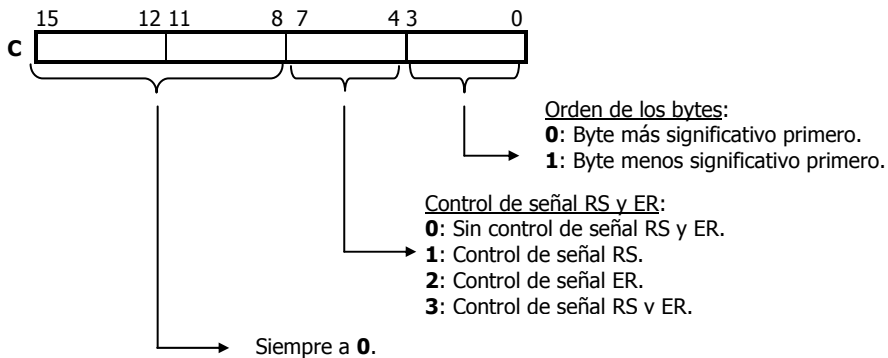 15 12 11 8 7 4 3 0
C
Orden de los bytes:
0: Byte más significativo primero.
1: Byte menos significativo primero.
Control de señal RS y ER:
0: Sin control de señal RS y ER.
1: Control de señal RS.
2: Control de señal ER.
3: Control de señal RS y ER.
Siempre a 0.